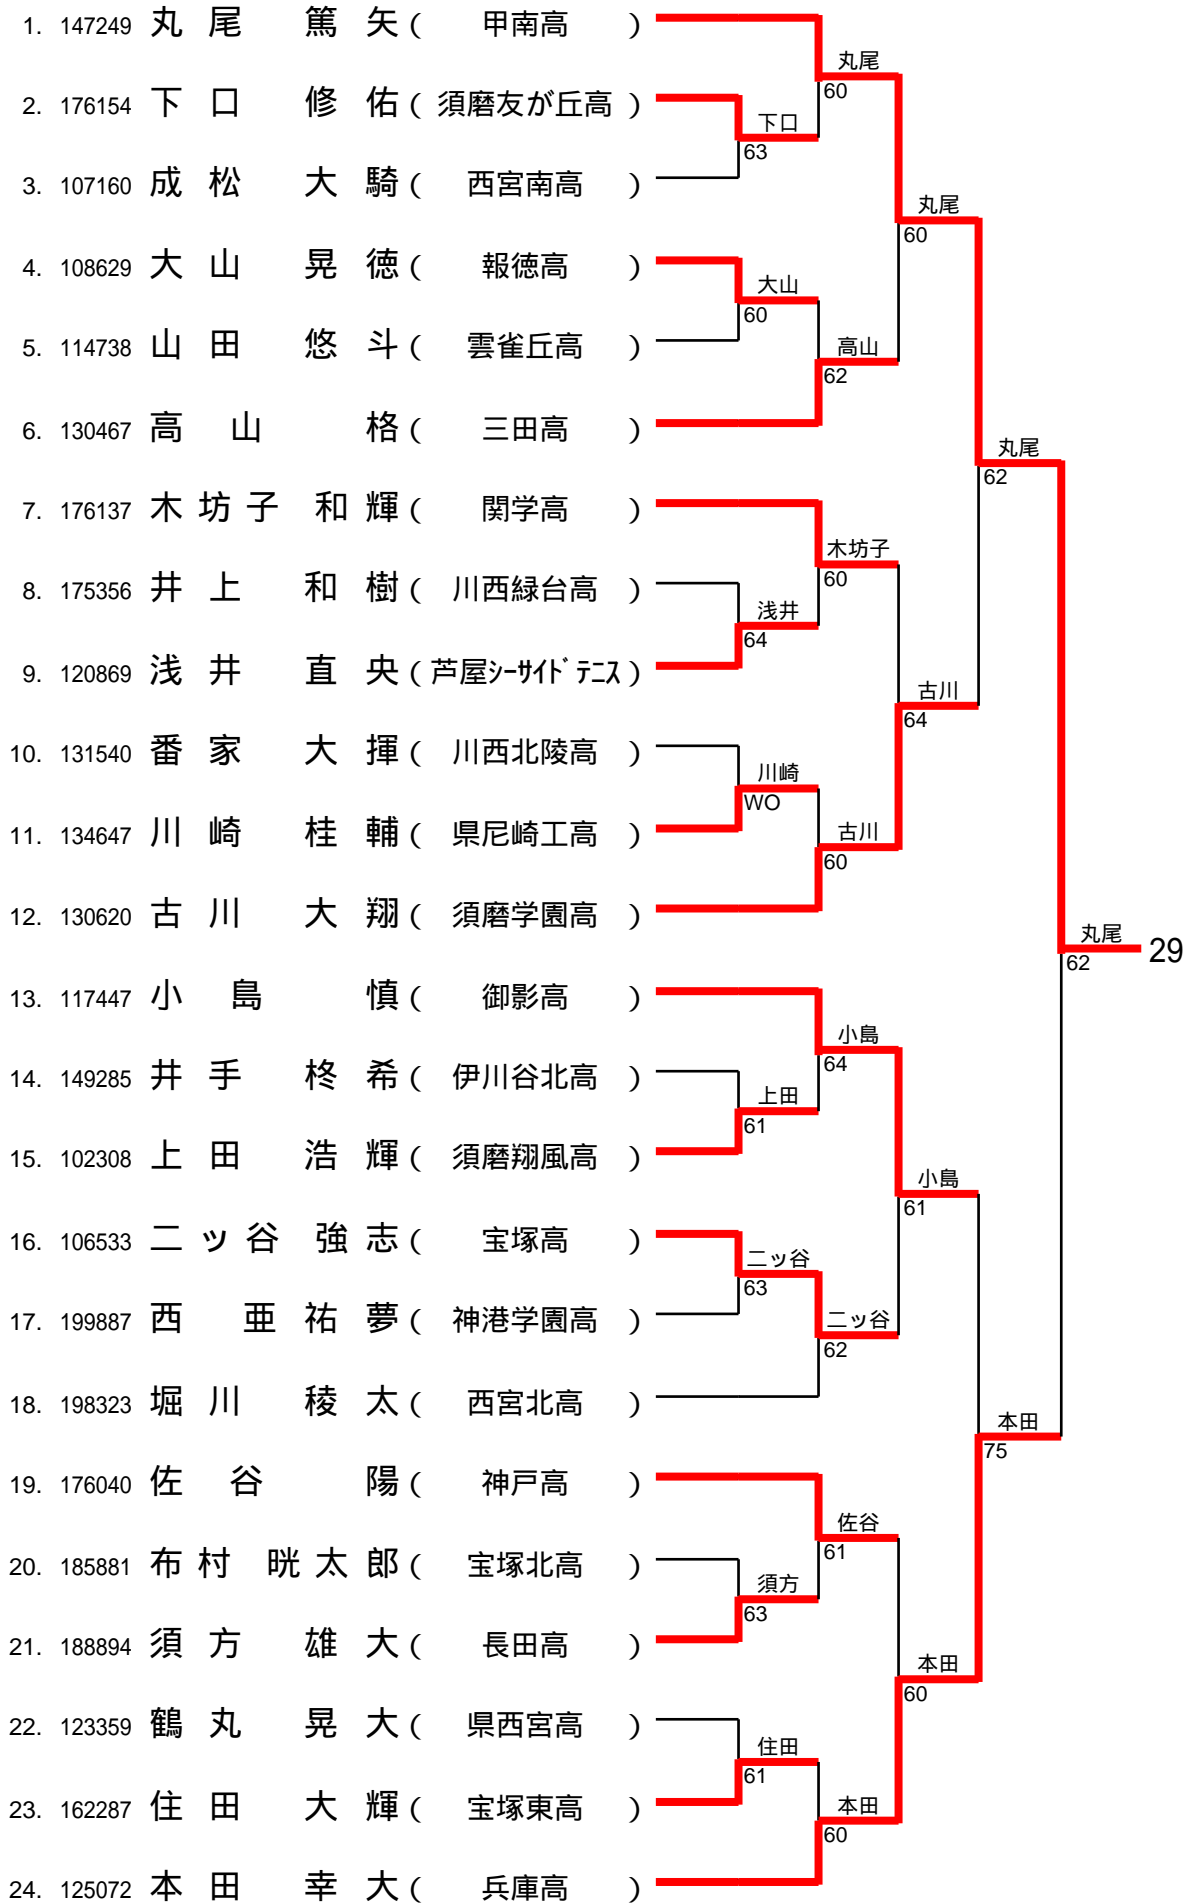 1. 147249 丸尾 篤矢 ( 甲南高 )
丸尾
60
2. 176154 下口 修佑 ( 須磨友が丘高 )
下口
63
3. 107160 成松 大騎 ( 西宮南高 )
丸尾
60
4. 108629 大山 晃徳 ( 報徳高 )
大山
60
5. 114738 山田 悠斗 ( 雲雀丘高 )
高山
62
6. 130467 高山 格 ( 三田高 )
丸尾
62
7. 176137 木坊子 和輝 ( 関学高 )
木坊子
60
8. 175356 井上 和樹 ( 川西緑台高 )
浅井
64
9. 120869 浅井 直央 ( 芦屋ｼｰｻｲﾄﾞﾃﾆｽ )
古川
64
10. 131540 番家 大揮 ( 川西北陵高 )
川崎
WO
11. 134647 川崎 桂輔 ( 県尼崎工高 )
古川
60
12. 130620 古川 大翔 ( 須磨学園高 )
丸尾
62
29
13. 117447 小島 慎 ( 御影高 )
小島
64
14. 149285 井手 柊希 ( 伊川谷北高 )
上田
61
15. 102308 上田 浩輝 ( 須磨翔風高 )
小島
61
16. 106533 二ッ谷 強志 ( 宝塚高 )
二ッ谷
63
17. 199887 西 亜祐夢 ( 神港学園高 )
二ッ谷
62
18. 198323 堀川 稜太 ( 西宮北高 )
本田
75
19. 176040 佐谷 陽 ( 神戸高 )
佐谷
61
20. 185881 布村 晄太郎 ( 宝塚北高 )
須方
63
21. 188894 須方 雄大 ( 長田高 )
本田
60
22. 123359 鶴丸 晃大 ( 県西宮高 )
住田
61
23. 162287 住田 大輝 ( 宝塚東高 )
本田
60
24. 125072 本田 幸大 ( 兵庫高 )